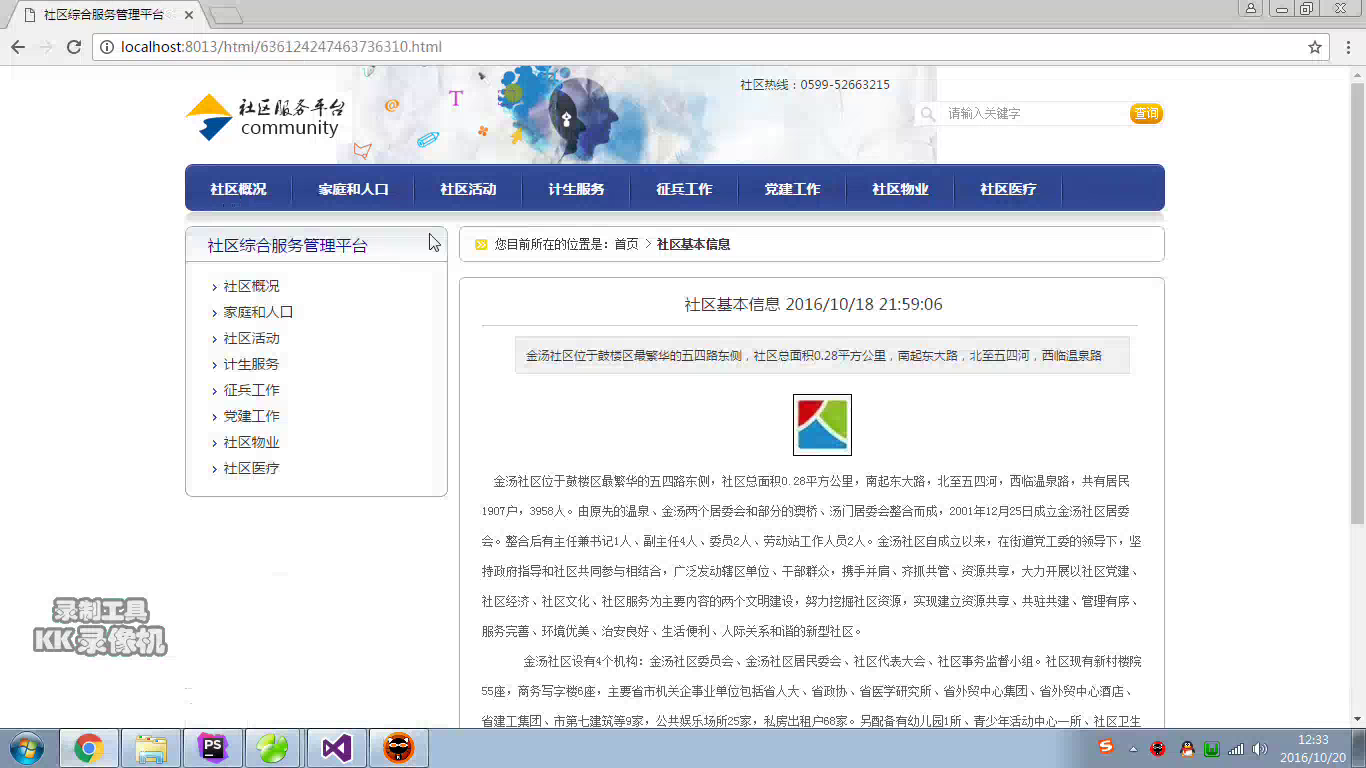 社区综合服务管理平台
localhost:8013/html/636124247463736310.html
社区服务平台
community
T
社区热线：0599-52663215
请输入关键字
查询
社区概况 家庭和人口 社区活动 计生服务 征兵工作 党建工作 社区物业 社区医疗
社区综合服务管理平台
社区概况
家庭和人口
社区活动
计生服务
征兵工作
党建工作
社区物业
社区医疗
您目前所在的位置是：首页 > 社区基本信息
社区基本信息 2016/10/18 21:59:06
金汤社区位于鼓楼区最繁华的五四路东侧，社区总面积0.28平方公里，南起东大路，北至五四河，西临温泉路
金汤社区位于鼓楼区最繁华的五四路东侧，社区总面积0.28平方公里，南起东大路，北至五四河，西临温泉路，共有居民
1907户，3958人。由原先的温泉、金汤两个居委会和部分的澳桥、汤门居委会整合而成，2001年12月25日成立金汤社区居委
会。整合后有主任兼书记1人、副主任4人、委员2人、劳动站工作人员2人。金汤社区自成立以来，在街道党工委的领导下，坚
持政府指导和社区共同参与相结合，广泛发动辖区单位、干部群众，携手并肩、齐抓共管、资源共享，大力开展以社区党建、
社区经济、社区文化、社区服务为主要内容的两个文明建设，努力挖掘社区资源，实现建立资源共享、共驻共建、管理有序、
服务完善、环境优美、治安良好、生活便利、人际关系和谐的新型社区。
金汤社区设有4个机构：金汤社区委员会、金汤社区居民委会、社区代表大会、社区事务监督小组。社区现有新村楼院
55座，商务写字楼6座，主要省市机关企事业单位包括省人大、省政协、省医学研究所、省外贸中心集团、省外贸中心酒店、
省建工集团、市第七建筑等9家，公共娱乐场所25家，私房出租户68家。另配备有幼儿园1所、青少年活动中心一所、社区卫生
录制工具
KK录像机
PS
12:33
2016/10/20